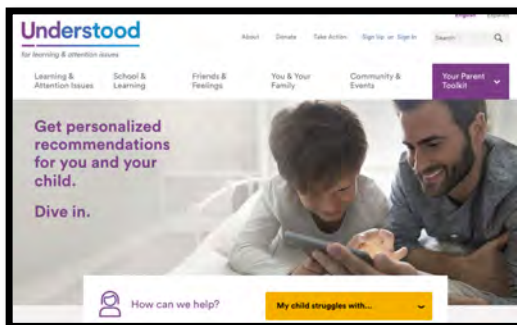 English Español
Understood
for learning & attention issues
About Donate Take Action Sign Up or Sign In Search
Learning & Attention Issues
School & Learning
Friends & Feelings
You & Your Family
Community & Events
Your Parent Toolkit
Get personalized
recommendations
for you and your
child.
Dive in.
How can we help?
My child struggles with...